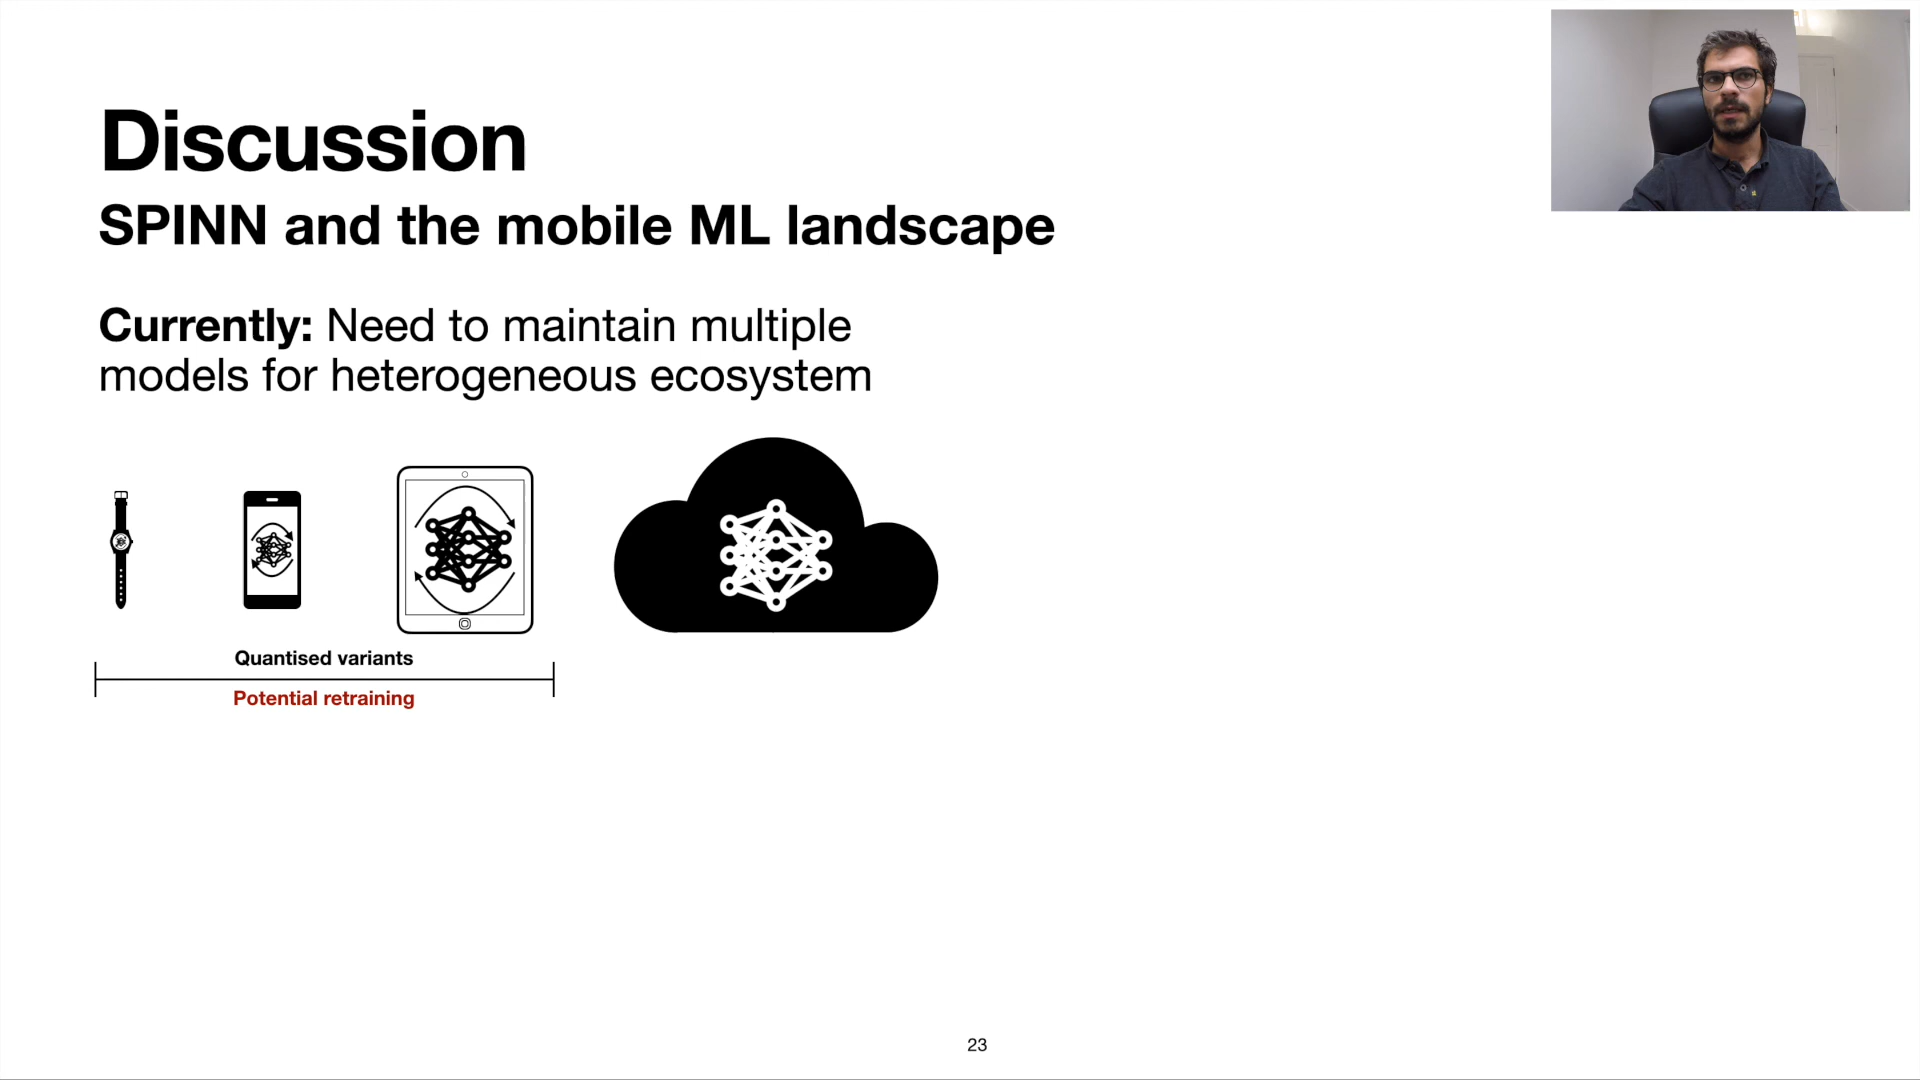 Discussion
SPINN and the mobile ML landscape
Currently: Need to maintain multiple
models for heterogeneous ecosystem
Quantised variants
Potential retraining
23